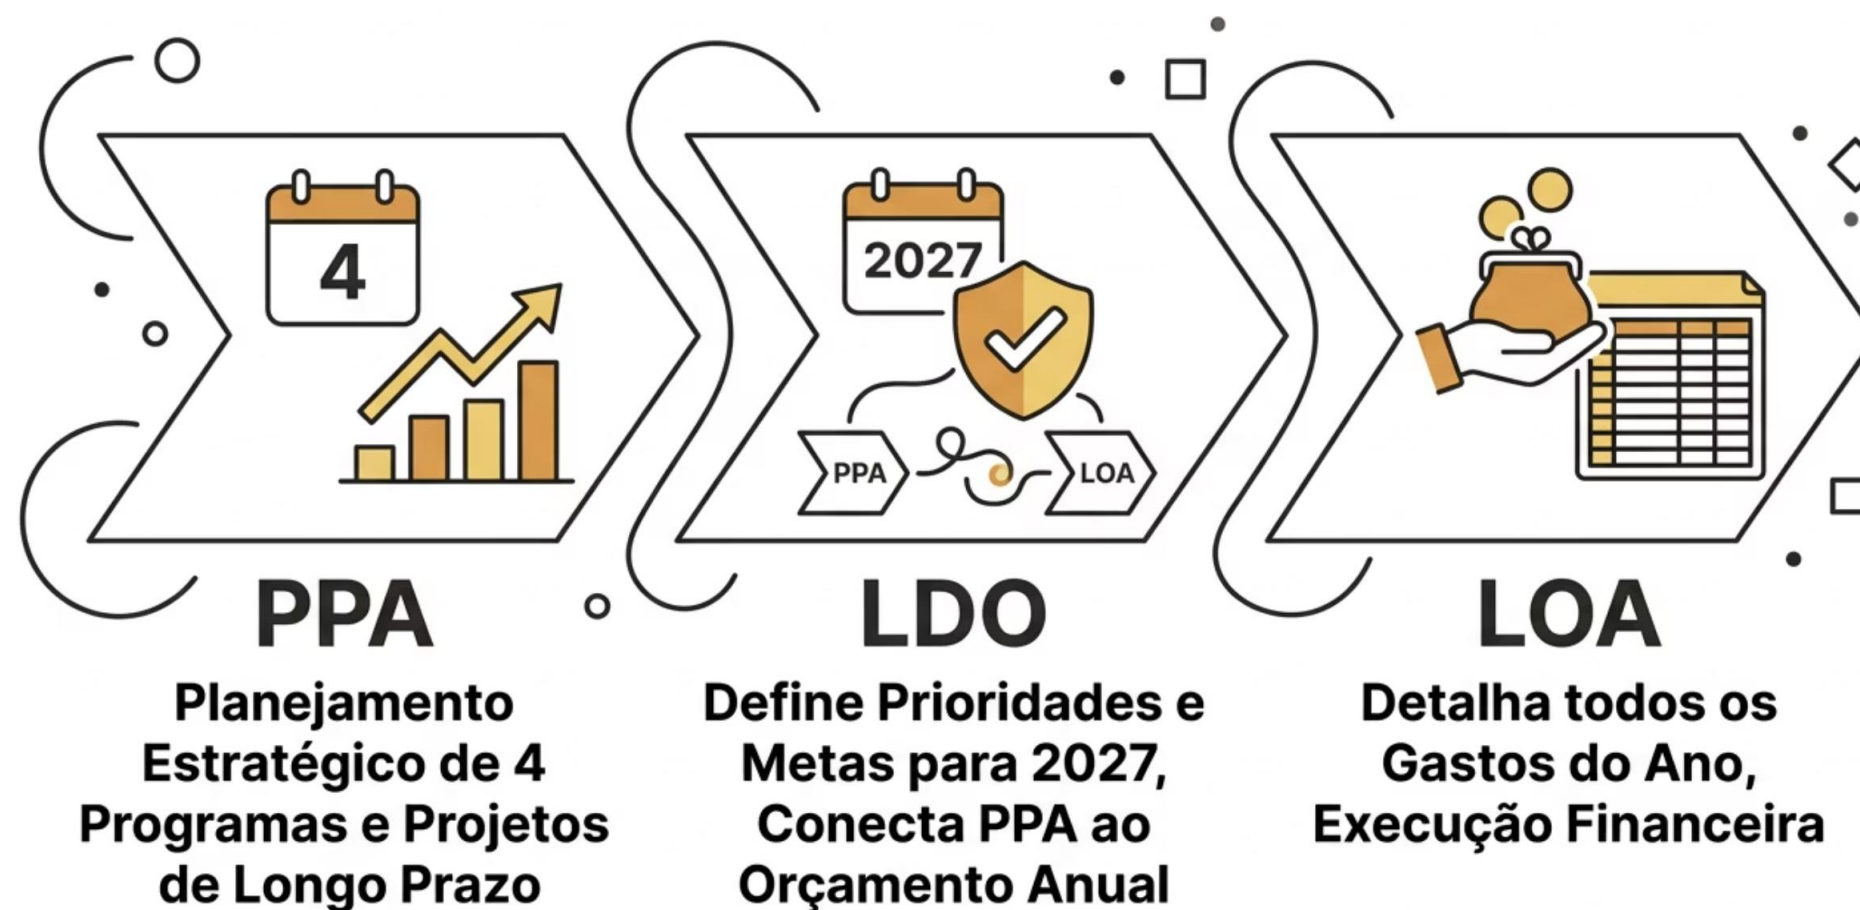 4
PPA
Planejamento
Estratégico de 4
Programas e Projetos
de Longo Prazo
2027
PPA
LOA
LDO
Define Prioridades e
Metas para 2027,
Conecta PPA ao
Orçamento Anual
LOA
Detalha todos os
Gastos do Ano,
Execução Financeira